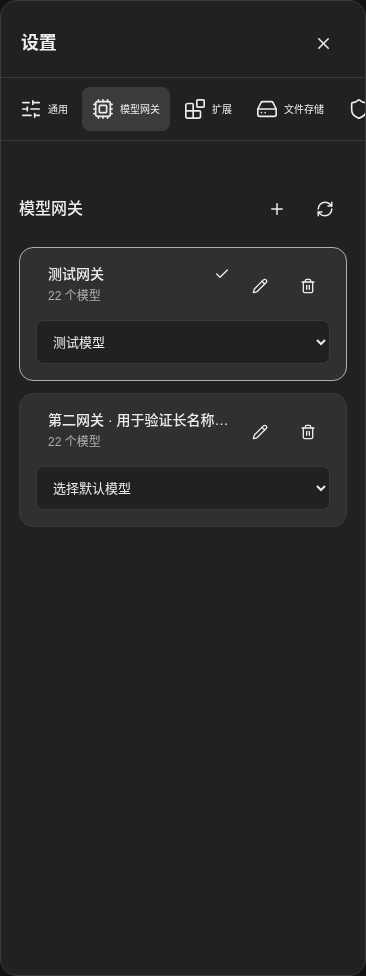 设置
通用 模型网关 扩展 文件存储
模型网关
测试网关
22 个模型
测试模型
第二网关 · 用于验证长名称…
22 个模型
选择默认模型